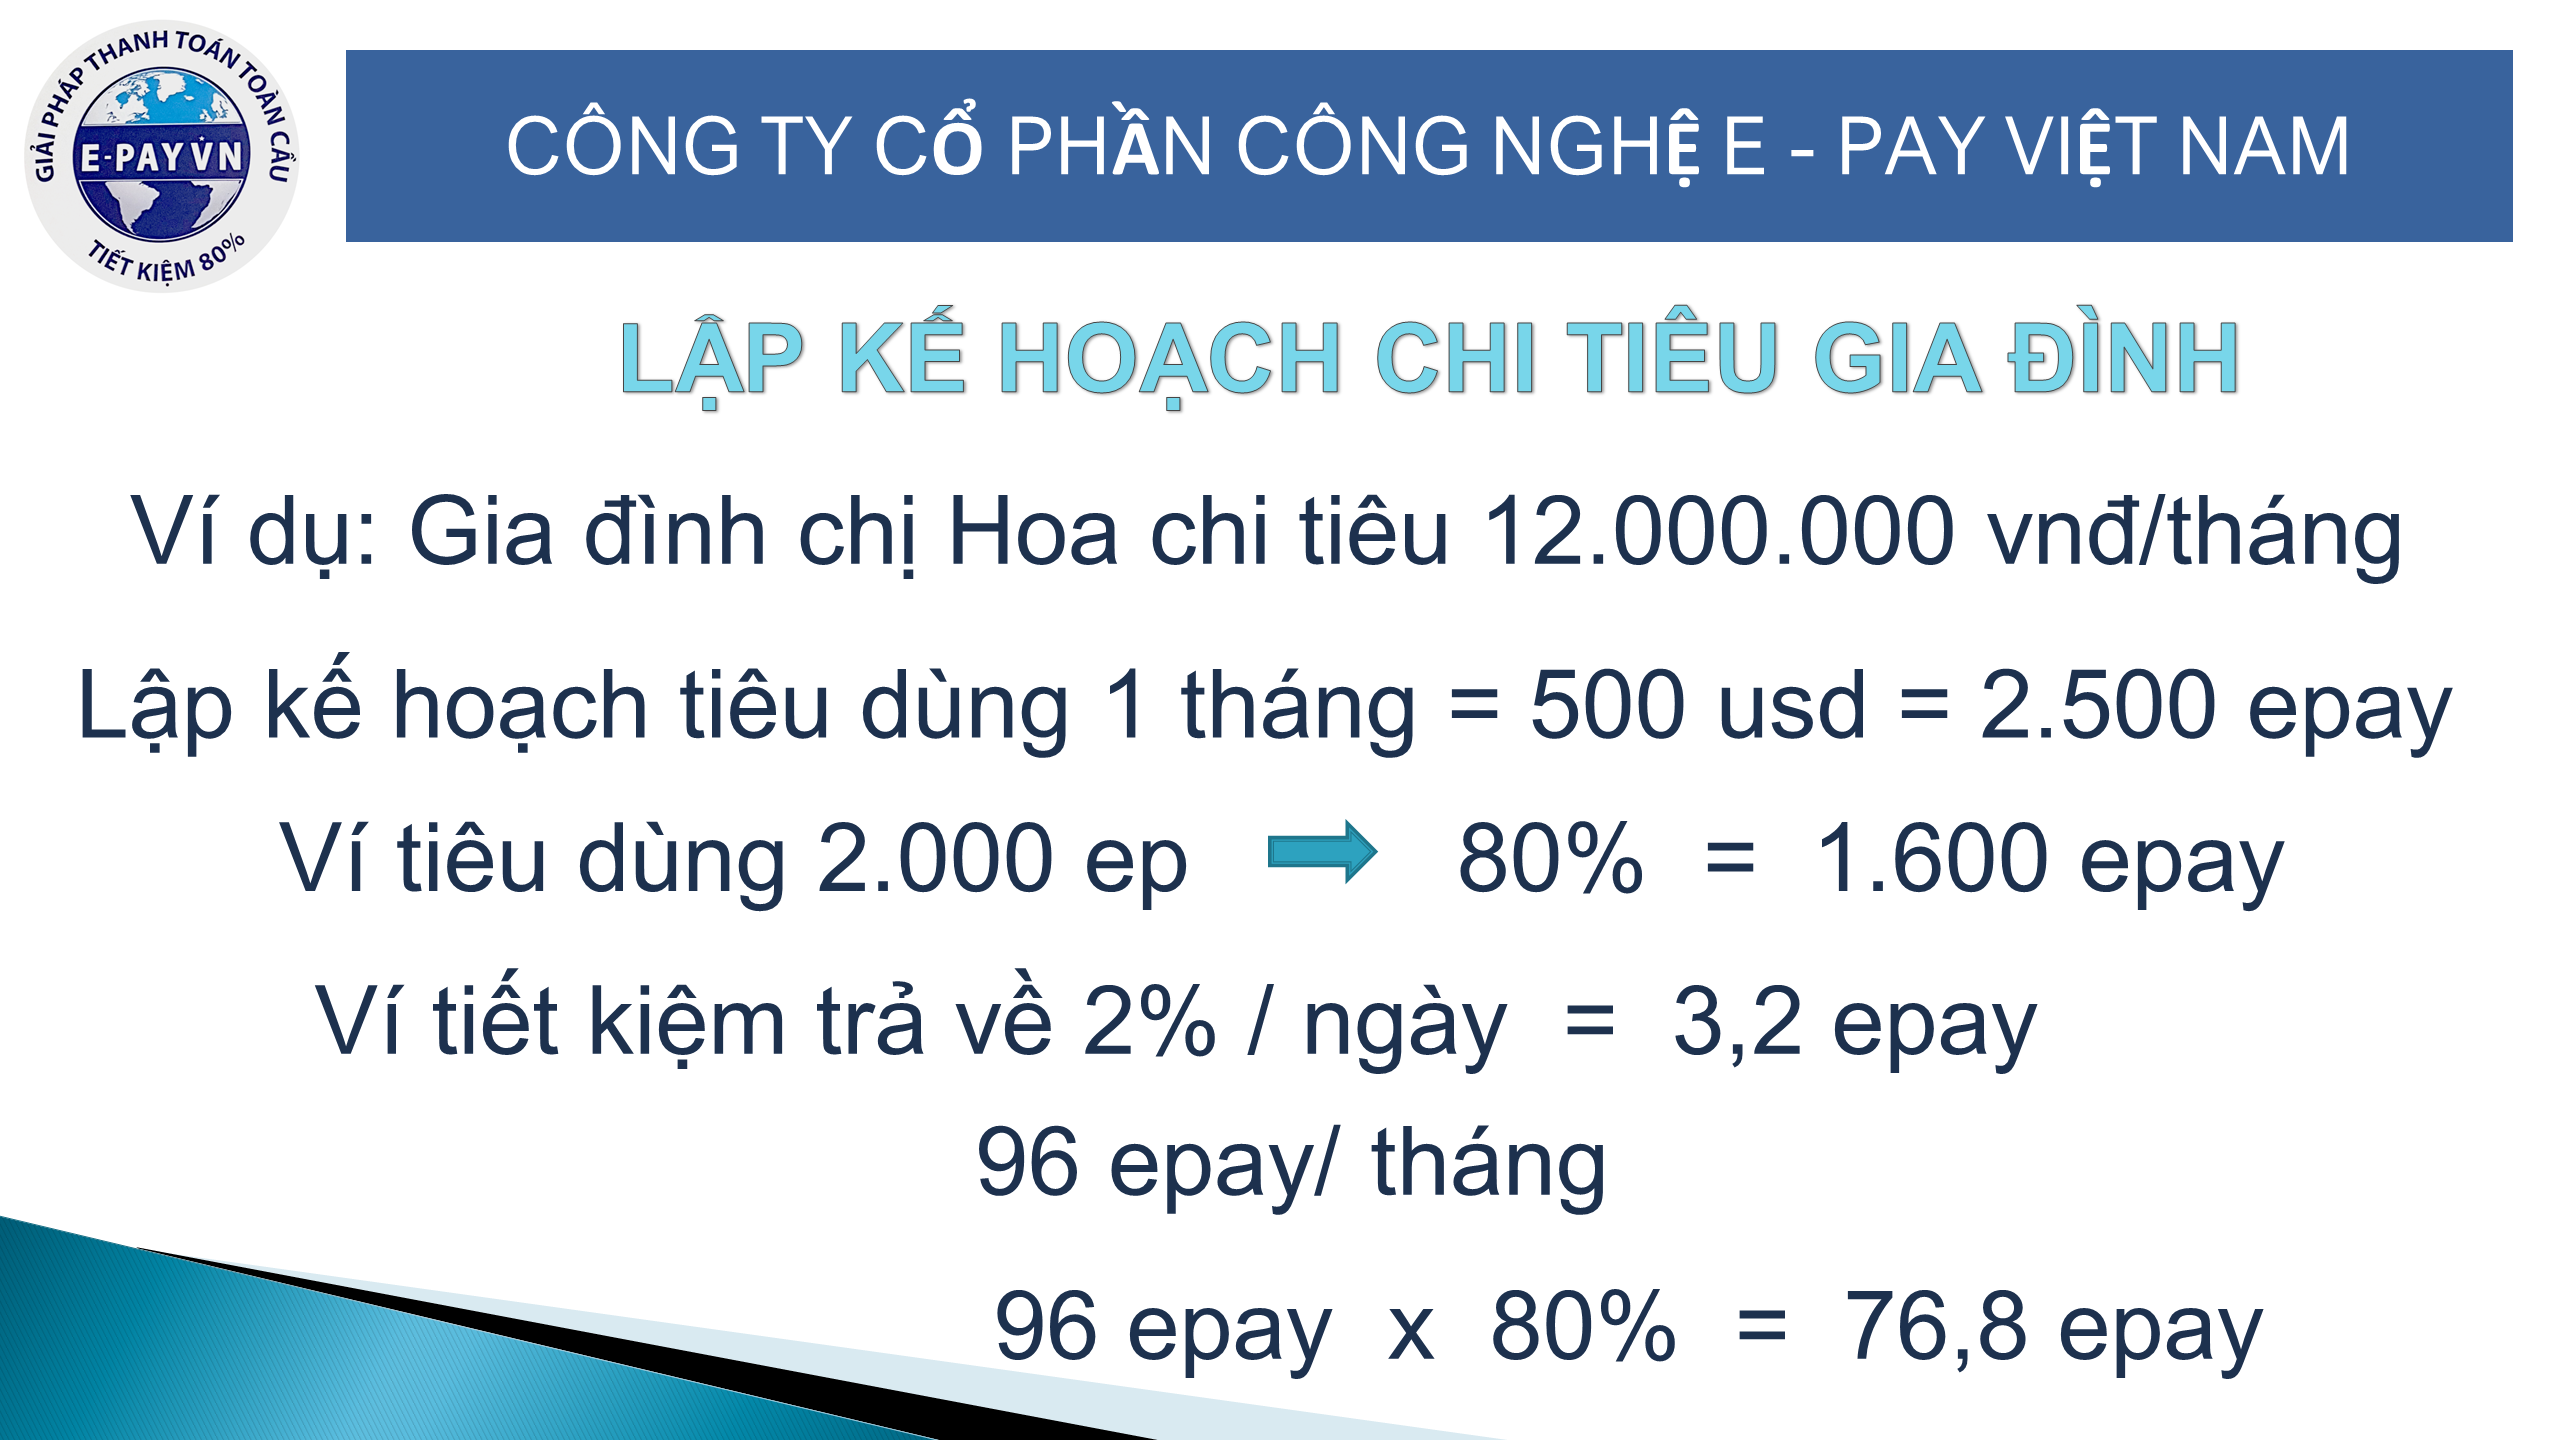 GIẢI PHÁP THANH TOÁN TOÀN CẦU
E-PAY VN
TIẾT KIỆM 80%
CÔNG TY CỔ PHẦN CÔNG NGHỆ E - PAY VIỆT NAM
LẬP KẾ HOẠCH CHI TIÊU GIA ĐÌNH
Ví dụ: Gia đình chị Hoa chi tiêu 12.000.000 vnđ/tháng
Lập kế hoạch tiêu dùng 1 tháng = 500 usd = 2.500 epay
Ví tiêu dùng 2.000 ep 80% = 1.600 epay
Ví tiết kiệm trả về 2% / ngày = 3,2 epay
96 epay/ tháng
96 epay x 80% = 76,8 epay